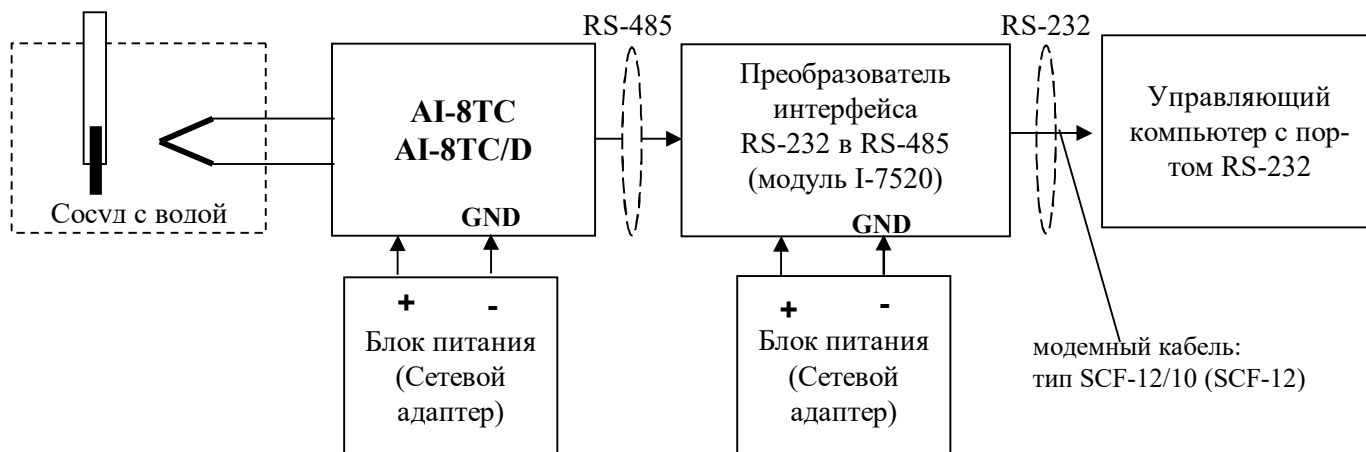 RS-485
RS-232
Сосуд с водой
AI-8TC
AI-8TC/D
GND
Преобразователь
интерфейса
RS-232 в RS-485
(модуль I-7520)
GND
Управляющий
компьютер с пор-
том RS-232
+ -
Блок питания
(Сетевой
адаптер)
+ -
Блок питания
(Сетевой
адаптер)
модемный кабель:
тип SCF-12/10 (SCF-12)